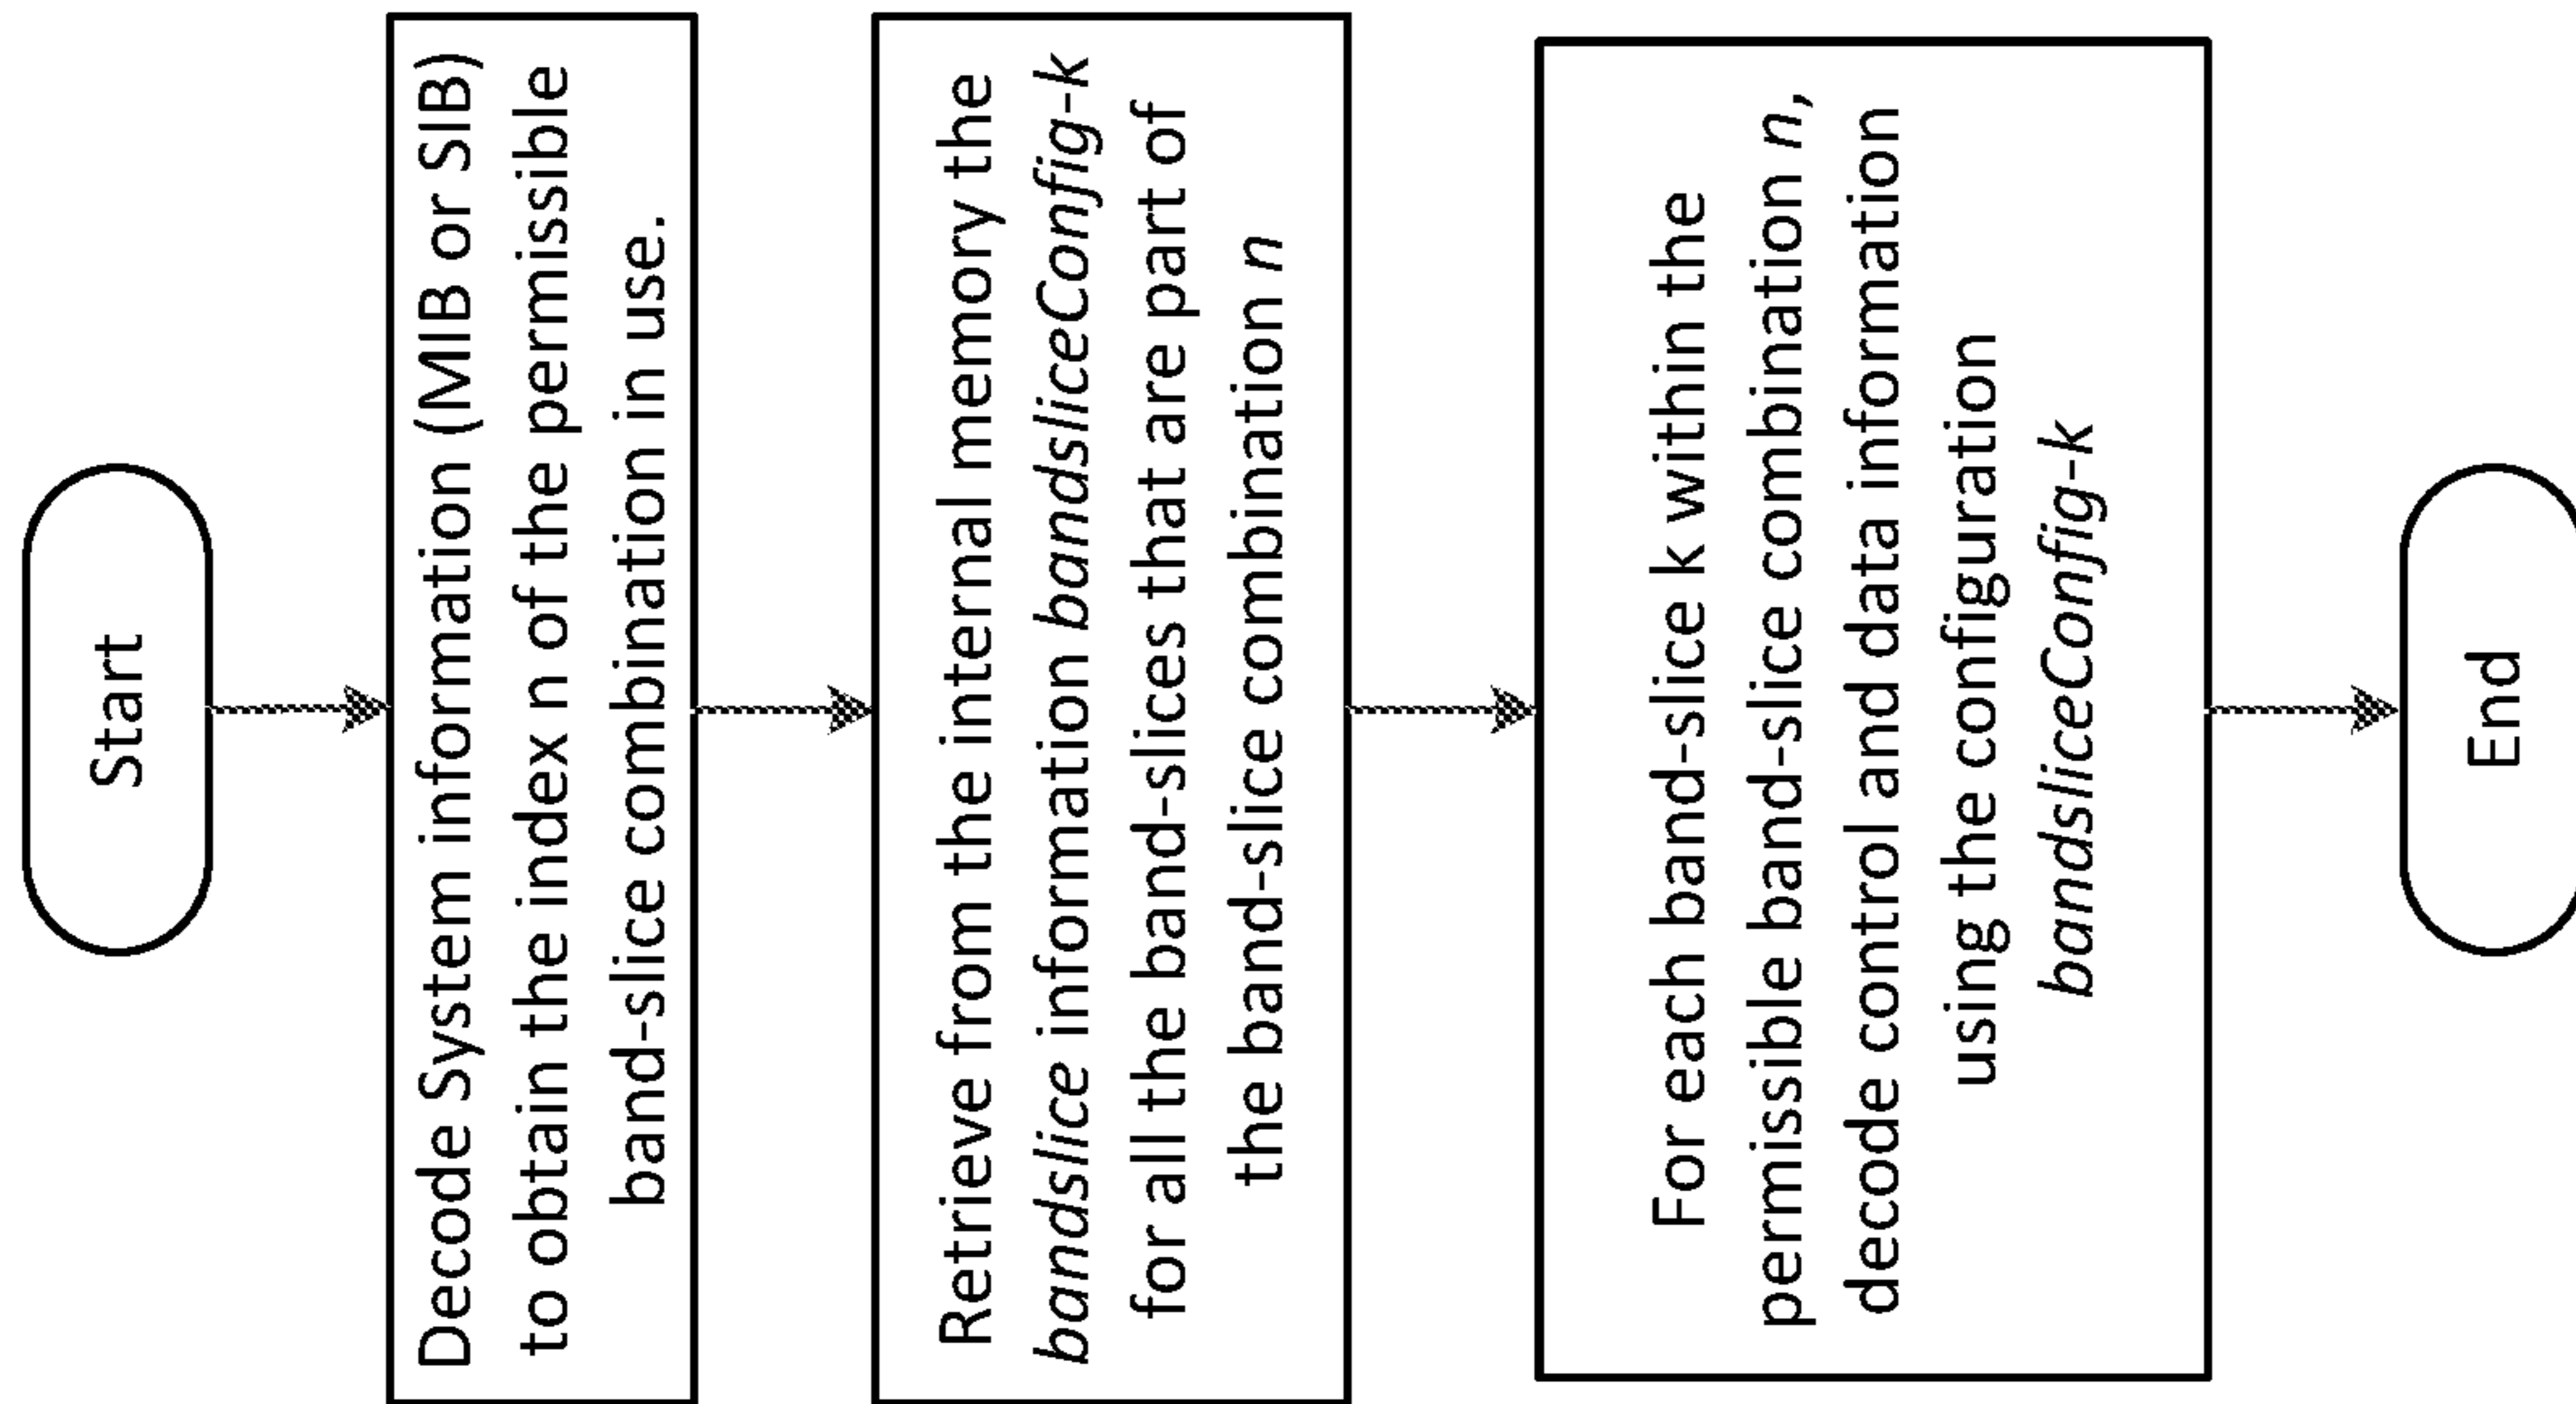 Start
Decode System information (MIB or SIB)
to obtain the index n of the permissible
band-slice combination in use.
Retrieve from the internal memory the
bandslice information bandsliceConfig-k
for all the band-slices that are part of
the band-slice combination n
For each band-slice k within the
permissible band-slice combination n,
decode control and data information
using the configuration
bandsliceConfig-k
End